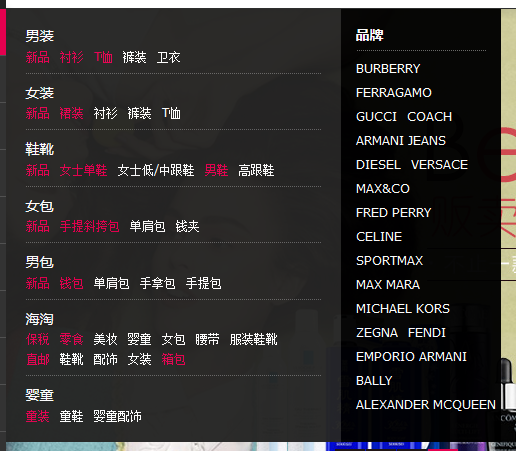 男装
新品 衬衫 T恤 裤装 卫衣
女装
新品 裙装 衬衫 裤装 T恤
鞋靴
新品 女士单鞋 女士低/中跟鞋 男鞋 高跟鞋
女包
新品 手提斜挎包 单肩包 钱夹
男包
新品 钱包 单肩包 手拿包 手提包
海淘
保税 零食 美妆 婴童 女包 腰带 服装鞋靴
直邮 鞋靴 配饰 女装 箱包
婴童
童装 童鞋 婴童配饰
品牌
BURBERRY
FERRAGAMO
GUCCI COACH
ARMANI JEANS
DIESEL VERSACE
MAX&CO
FRED PERRY
CELINE
SPORTMAX
MAX MARA
MICHAEL KORS
ZEGNA FENDI
EMPORIO ARMANI
BALLY
ALEXANDER MCQUEEN